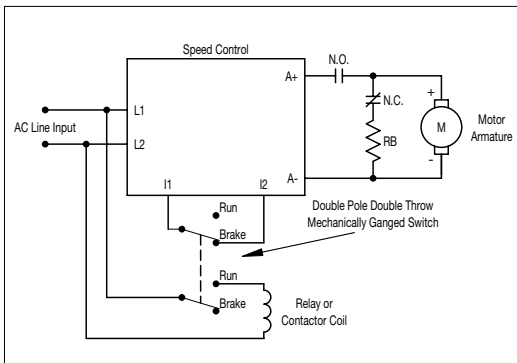 Speed Control
N.O.
A+
N.C.
+
L1
AC Line Input
M
Motor
Armature
L2
RB
-
A-
I1
I2
Double Pole Double Throw
Mechanically Ganged Switch
Run
Brake
Run
Relay or
Contactor Coil
Brake